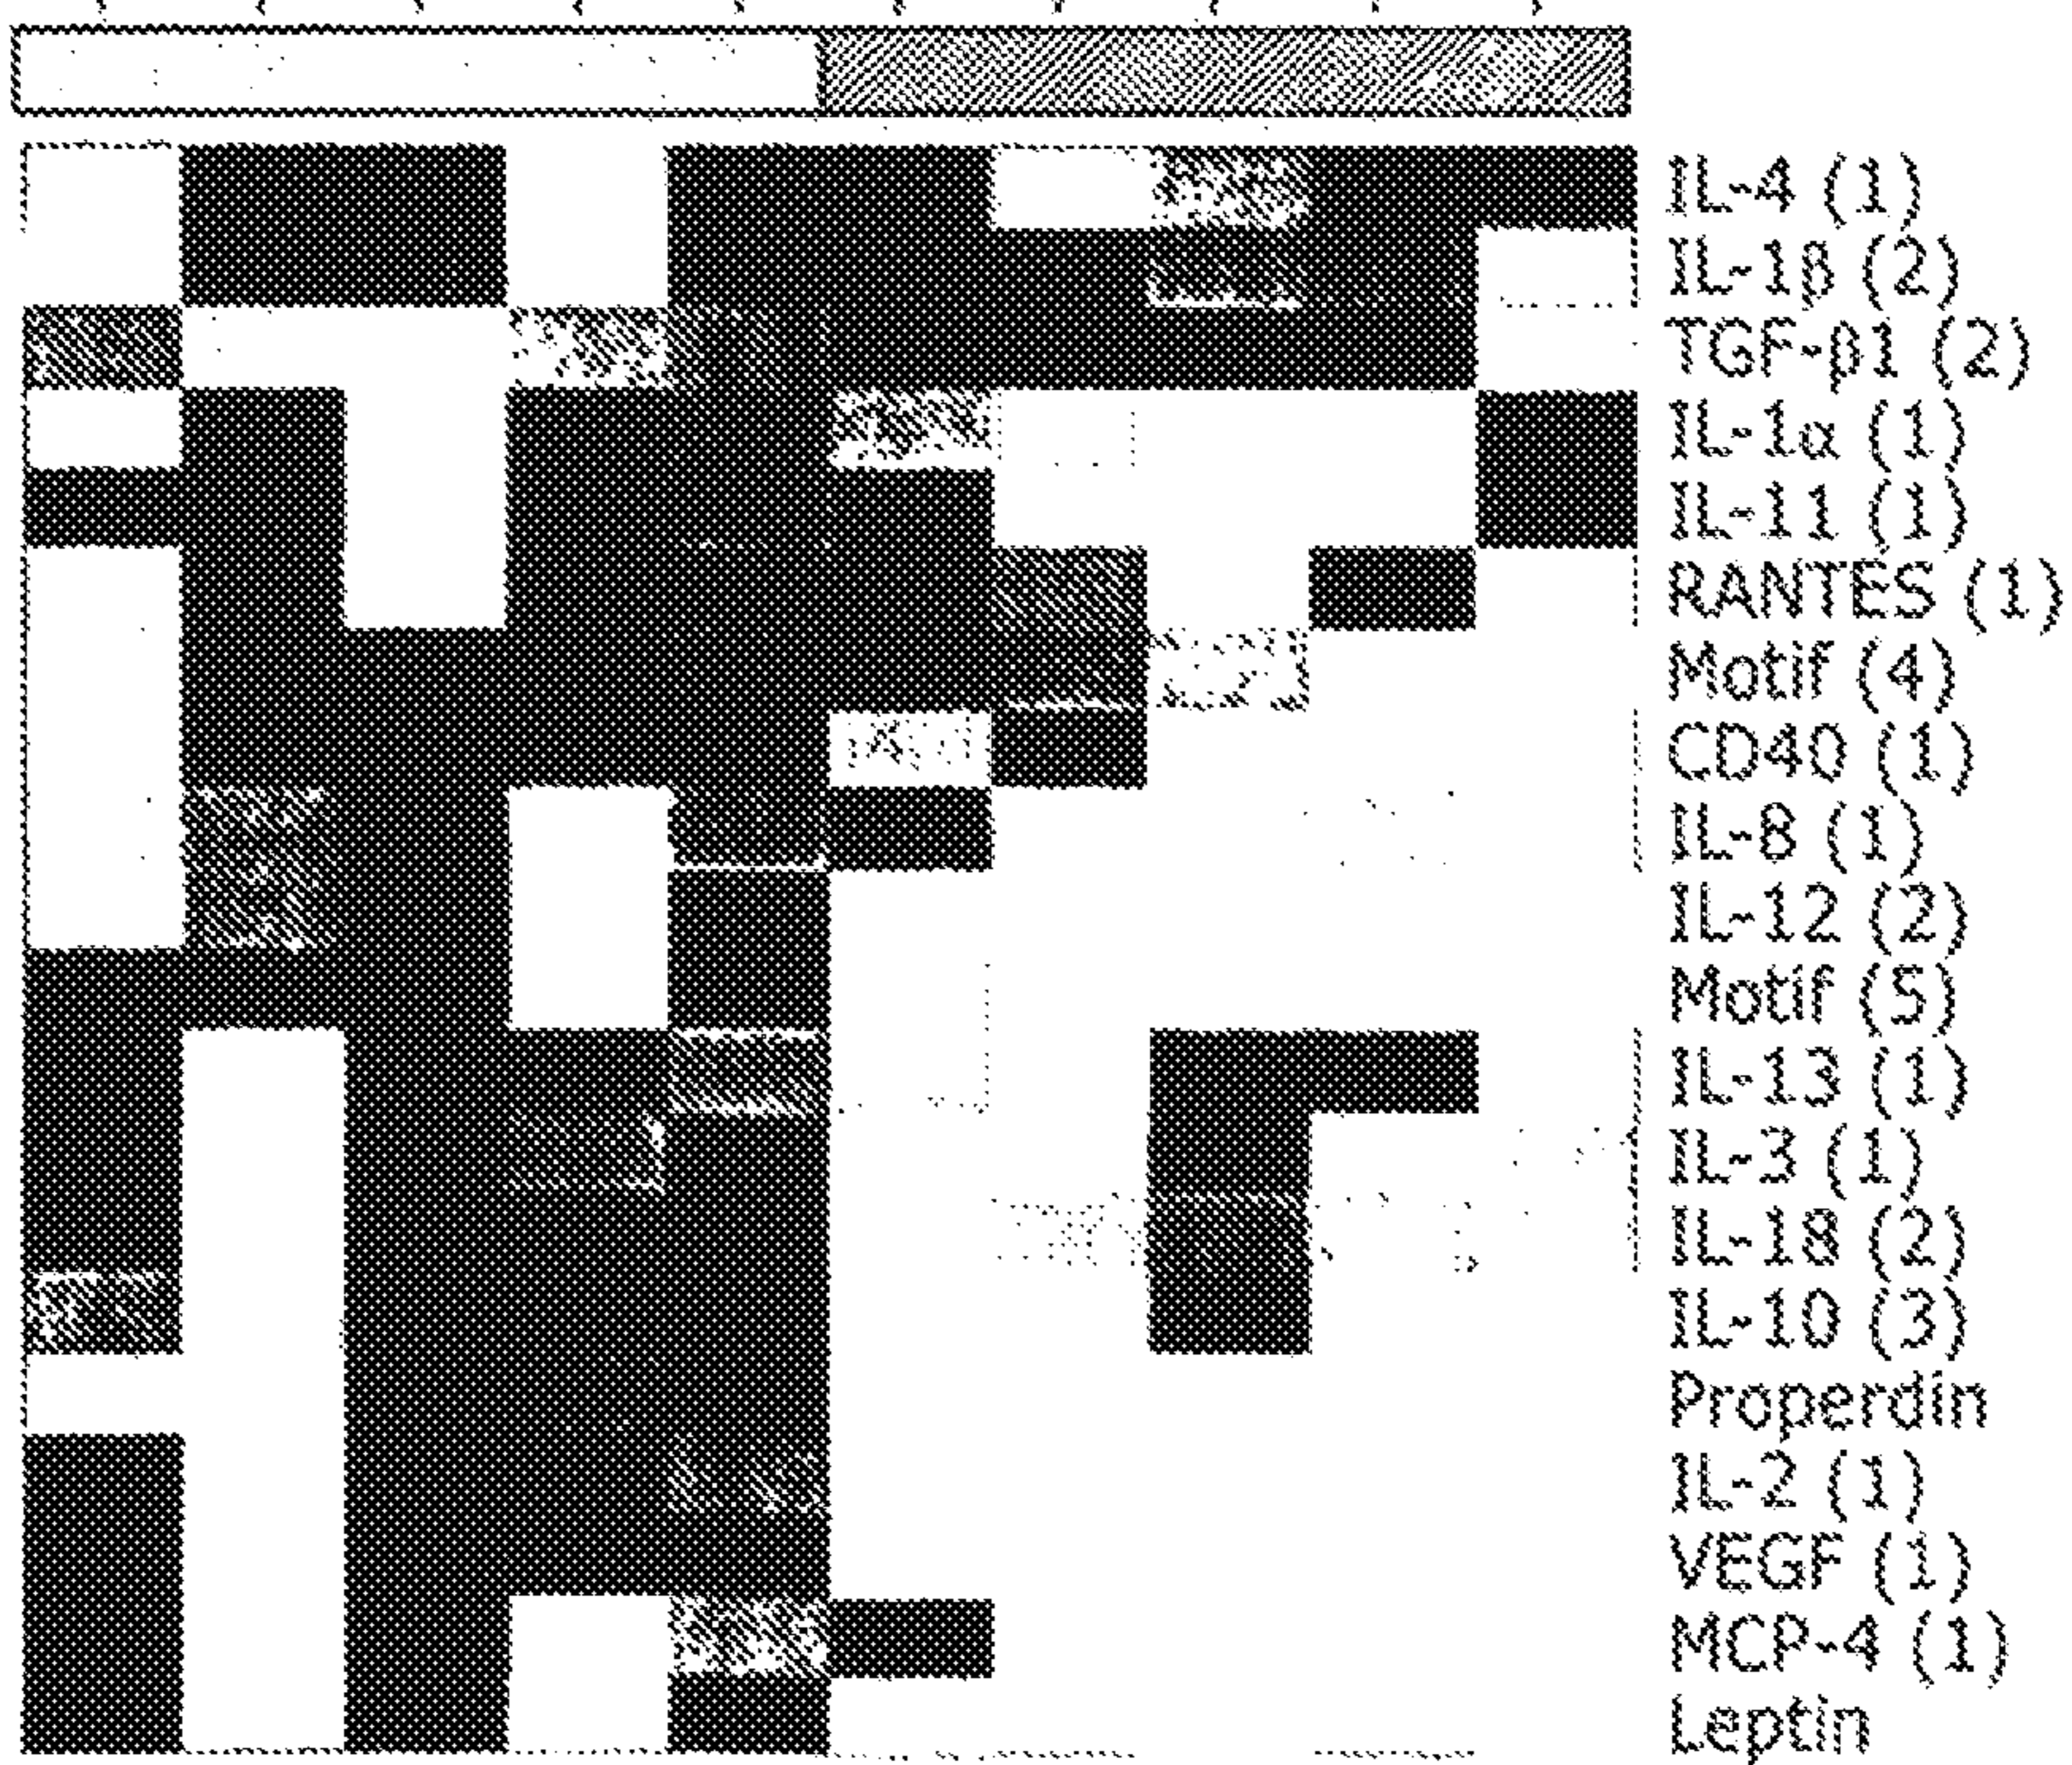 IL-4 (1)
IL-1β (2)
TGF-β1 (2)
IL-1α (1)
IL-11 (1)
RANTES (1)
Motif (4)
CD40 (1)
IL-8 (1)
IL-12 (2)
Motif (5)
IL-13 (1)
IL-3 (1)
IL-18 (2)
IL-10 (3)
Properdin
IL-2 (1)
VEGF (1)
MCP-4 (1)
Leptin